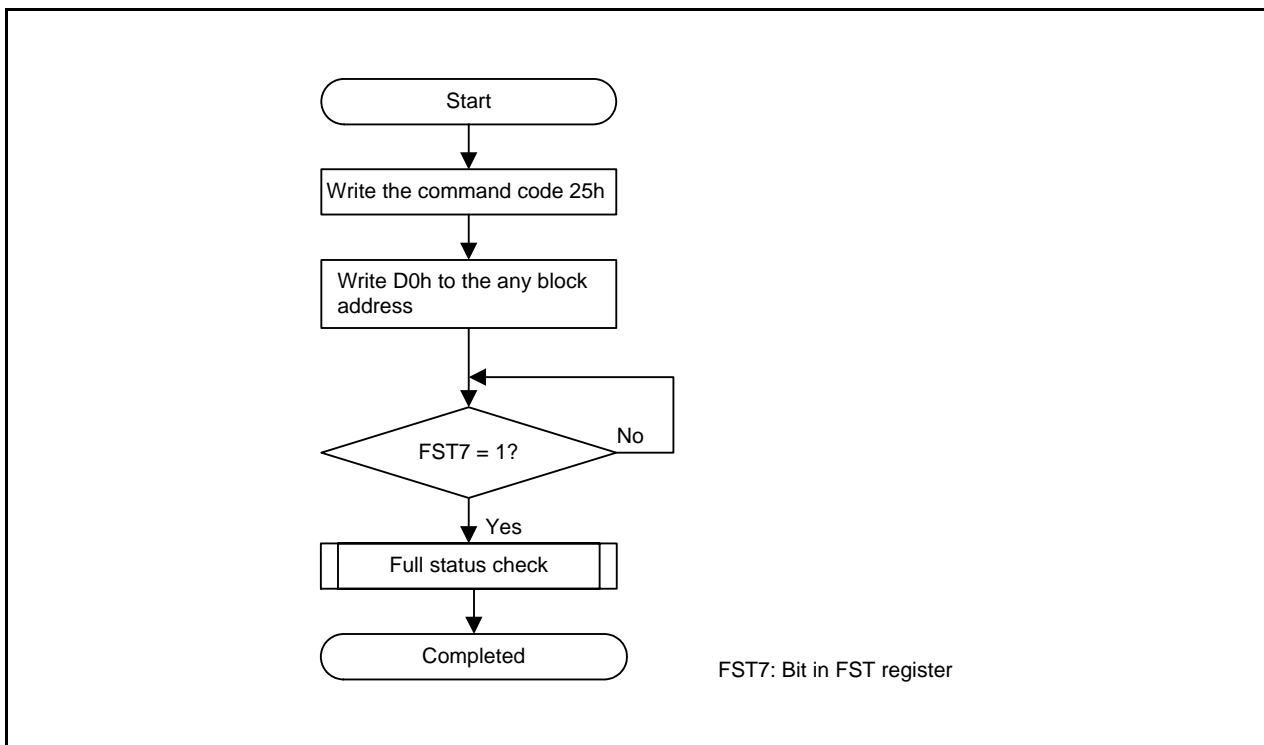 Start
Write the command code 25h
Write D0h to the any block
address
FST7 = 1?
No
Yes
Full status check
Completed
FST7: Bit in FST register